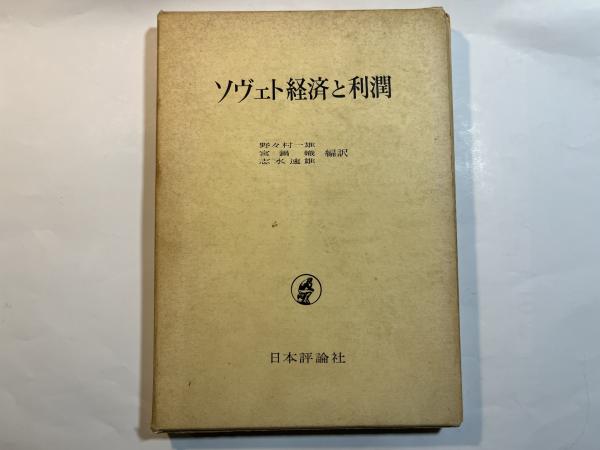 ソヴェト経済と利潤
野々村一雄
宮鍋幟 編訳
志水速雄
日本評論社